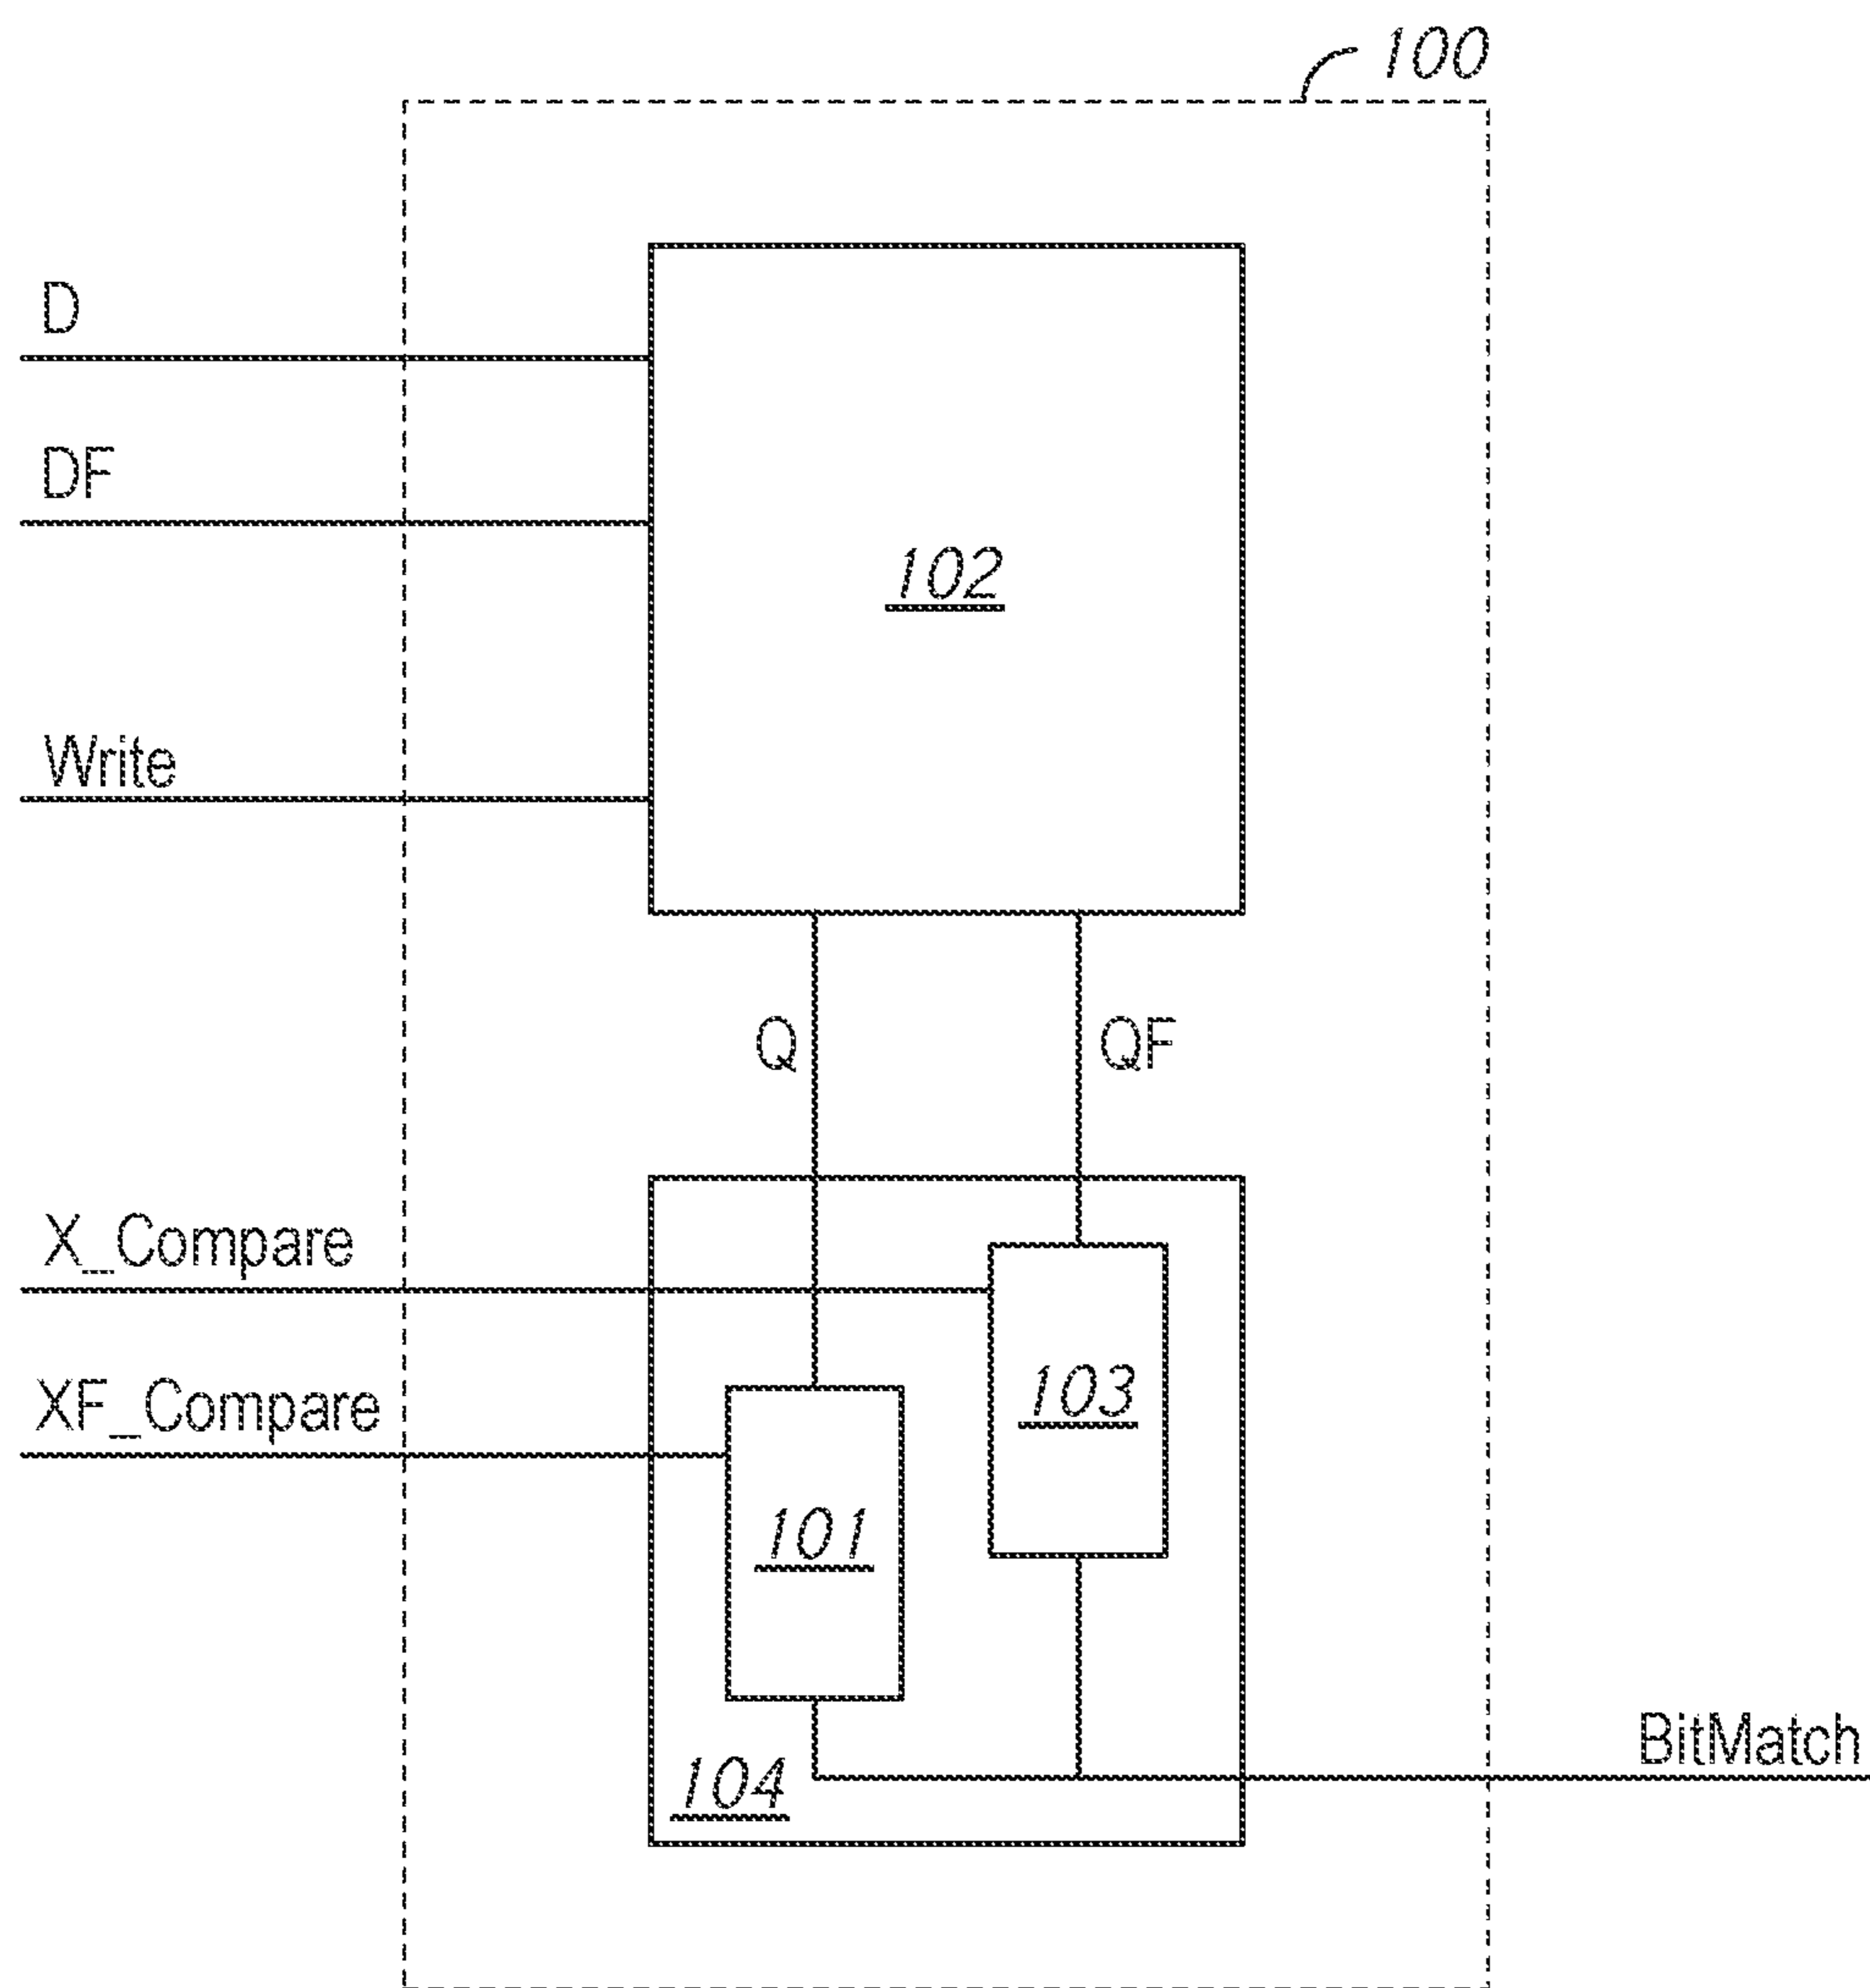 100
D
DF
102
Write
Q QF
X_Compare
XF_Compare
103
101
BitMatch
104